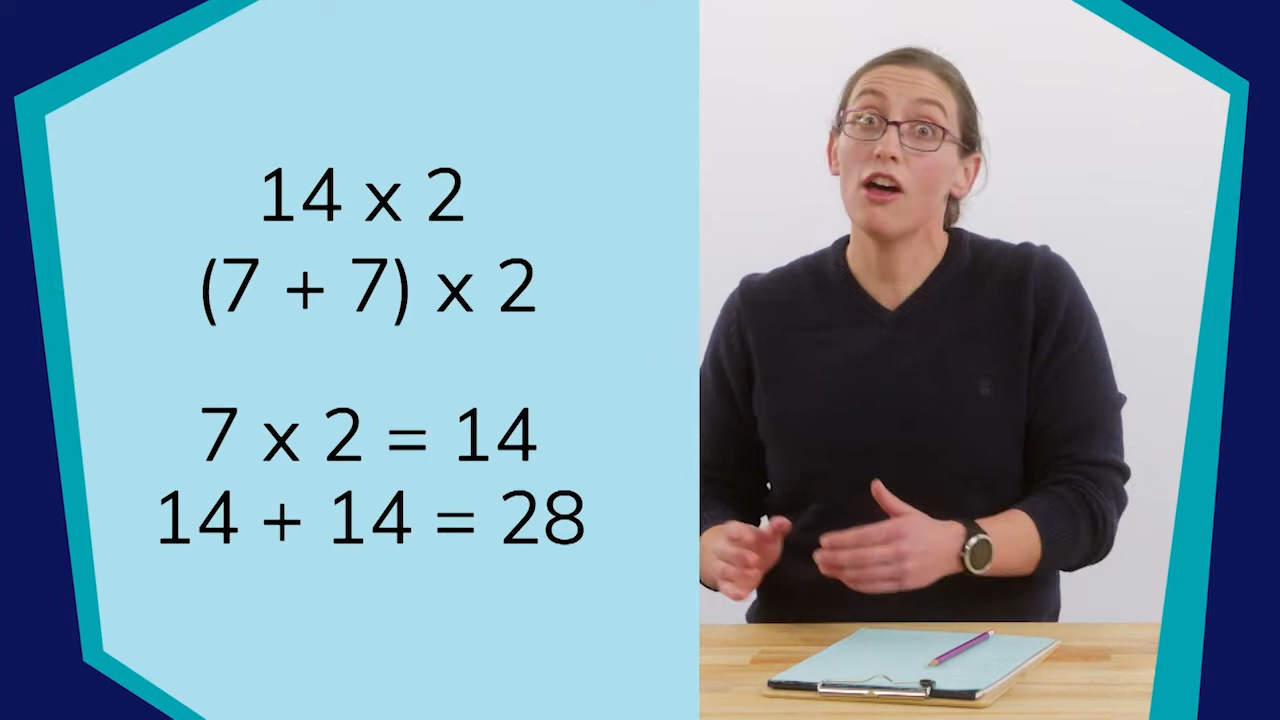 14 x 2
(7 + 7) x 2
7 x 2 = 14
14 + 14 = 28